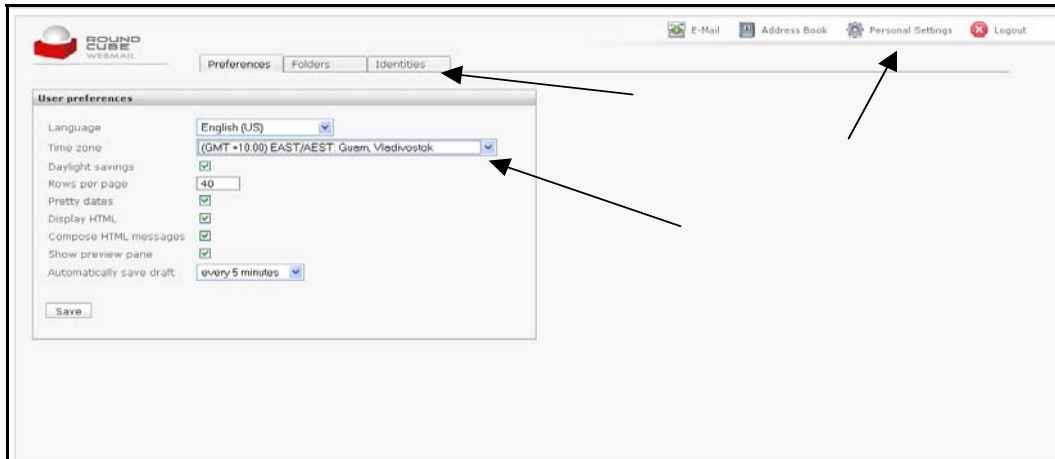 E-Mail Address Book Personal Settings Logout
ROUND
CUBE
WEBMAIL
Preferences Folders Identities
User preferences
Language English (US)
Time zone (GMT +10:00) EAST/AEST: Guam, Vladivostok
Daylight savings
Rows per page 40
Pretty dates
Display HTML
Compose HTML messages
Show preview pane
Automatically save draft every 5 minutes
Save